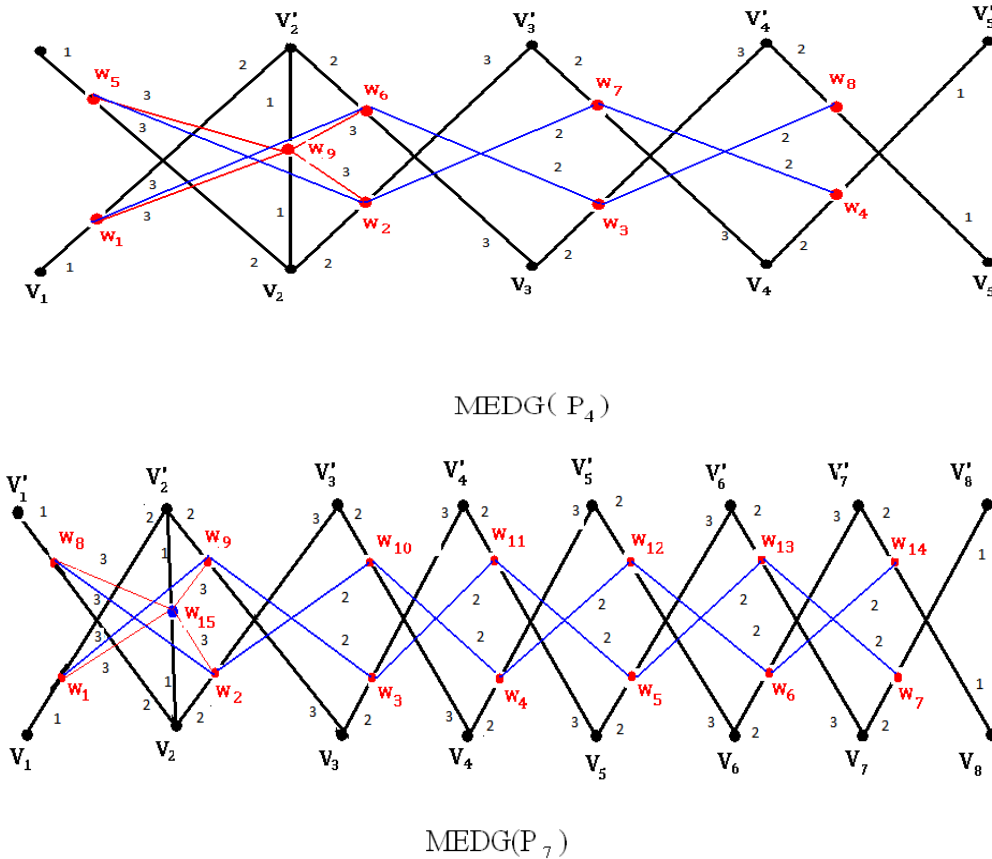 V'₂ V'₃ V'₄ V'₅
1 2 2 3 2 3 2
w₅ 3 1 w₆ w₇ w₈ 1
3 3 2 2
w₉
3 3 2 2
3 1 w₂ w₃ w₄
w₁
1 2 2 3 2 3 2 1
V₁ V₂ V₃ V₄ V₅
MEDG( P₄ )
V'₁ V'₂ V'₃ V'₄ V'₅ V'₆ V'₇ V'₈
1 2 2 3 2 3 2 3 2 3 2 3 2
w₈ 3 1 w₉ w₁₀ w₁₁ w₁₂ w₁₃ w₁₄ 1
3 3 2 2 2 2 2
w₁₅
3 3 2 2 2 2 2
3 1
w₁ w₂ w₃ w₄ w₅ w₆ w₇ 1
1 2 2 3 2 3 2 3 2 3 2 3 2
V₁ V₂ V₃ V₄ V₅ V₆ V₇ V₈
MEDG(P₇)